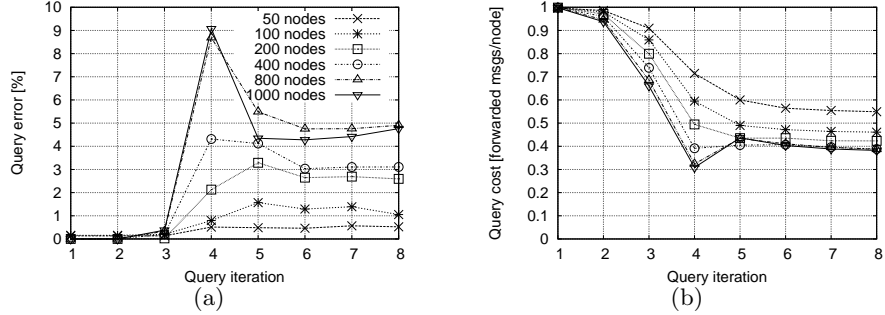 10
9
8
7
6
5
4
3
2
1
0
Query error [%]
50 nodes
100 nodes
200 nodes
400 nodes
800 nodes
1000 nodes
1 2 3 4 5 6 7 8
Query iteration
(a)
1
0.9
0.8
0.7
0.6
0.5
0.4
0.3
0.2
0.1
0
Query cost [forwarded msgs/node]
1 2 3 4 5 6 7 8
Query iteration
(b)